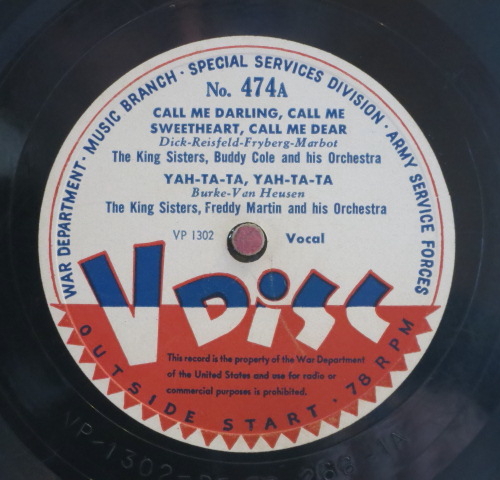 WAR DEPARTMENT · MUSIC BRANCH · SPECIAL SERVICES DIVISION · ARMY SERVICE FORCES
No. 474A
CALL ME DARLING, CALL ME
SWEETHEART, CALL ME DEAR
Dick-Reisfeld-Fryberg-Marbot
The King Sisters, Buddy Cole and his Orchestra
YAH-TA-TA, YAH-TA-TA
Burke-Van Heusen
The King Sisters, Freddy Martin and his Orchestra
VP 1302 Vocal
V DISC
This record is the property of the War Department
of the United States and use for radio or
commercial purposes is prohibited.
OUTSIDE START · 78 RPM
VP-1302